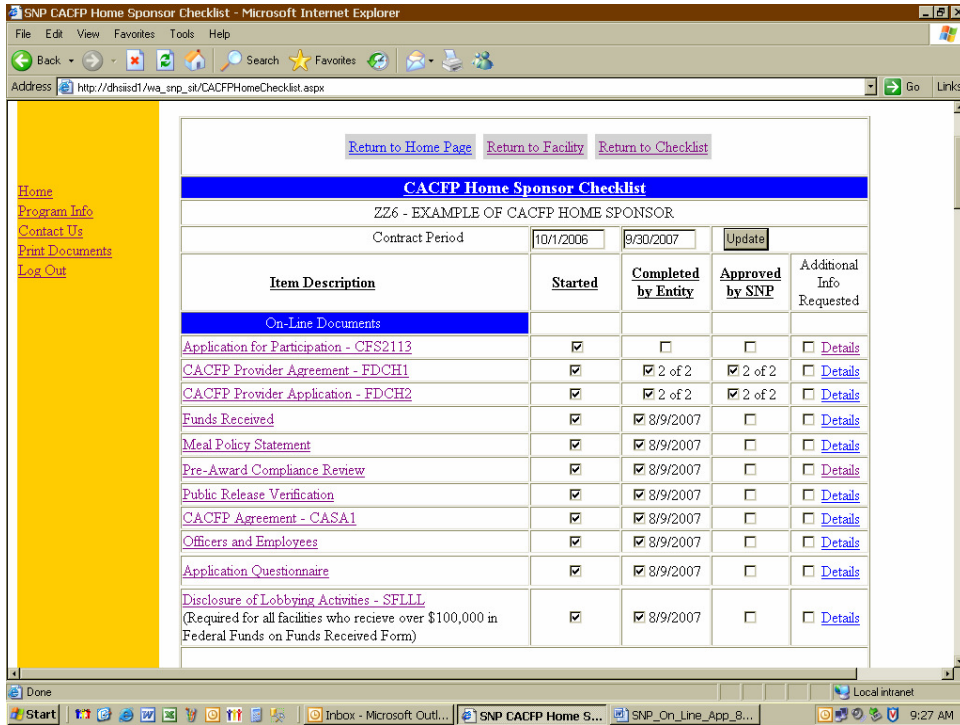 SNP CACFP Home Sponsor Checklist - Microsoft Internet Explorer
File Edit View Favorites Tools Help
Back Search Favorites
Address http://dhsiisd1/wa_snp_sit/CACFPHomeChecklist.aspx Go Links
Home
Program Info
Contact Us
Print Documents
Log Out
Return to Home Page Return to Facility Return to Checklist
CACFP Home Sponsor Checklist
ZZ6 - EXAMPLE OF CACFP HOME SPONSOR
Contract Period 10/1/2006 9/30/2007 Update
Item Description Started Completed by Entity Approved by SNP Additional Info Requested
On-Line Documents
Application for Participation - CFS2113 Details
CACFP Provider Agreement - FDCH1 2 of 2 2 of 2 Details
CACFP Provider Application - FDCH2 2 of 2 2 of 2 Details
Funds Received 8/9/2007 Details
Meal Policy Statement 8/9/2007 Details
Pre-Award Compliance Review 8/9/2007 Details
Public Release Verification 8/9/2007 Details
CACFP Agreement - CASA1 8/9/2007 Details
Officers and Employees 8/9/2007 Details
Application Questionnaire 8/9/2007 Details
Disclosure of Lobbying Activities - SFLLL
(Required for all facilities who recieve over $100,000 in
Federal Funds on Funds Received Form) 8/9/2007 Details
Done Local intranet
Start Inbox - Microsoft Outl... SNP CACFP Home S... SNP_On_Line_App_8... 9:27 AM